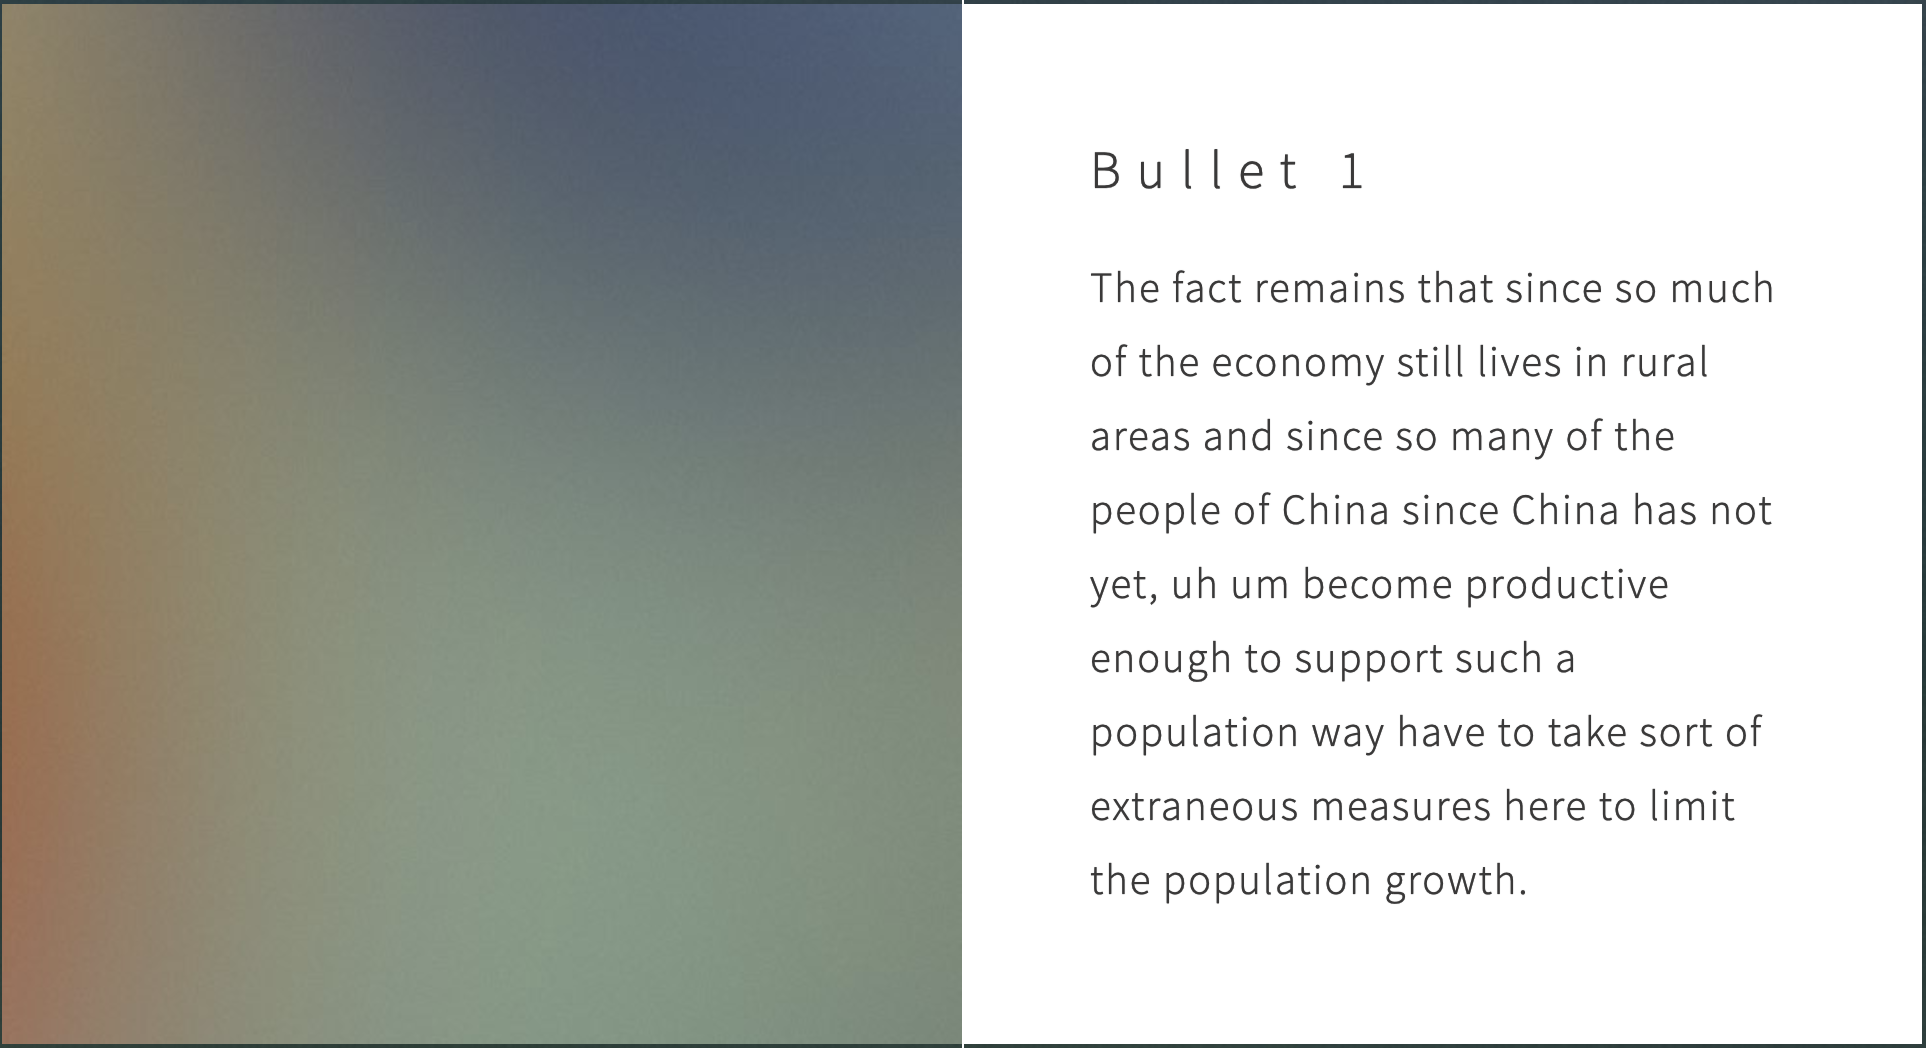 Bullet 1
The fact remains that since so much
of the economy still lives in rural
areas and since so many of the
people of China since China has not
yet, uh um become productive
enough to support such a
population way have to take sort of
extraneous measures here to limit
the population growth.